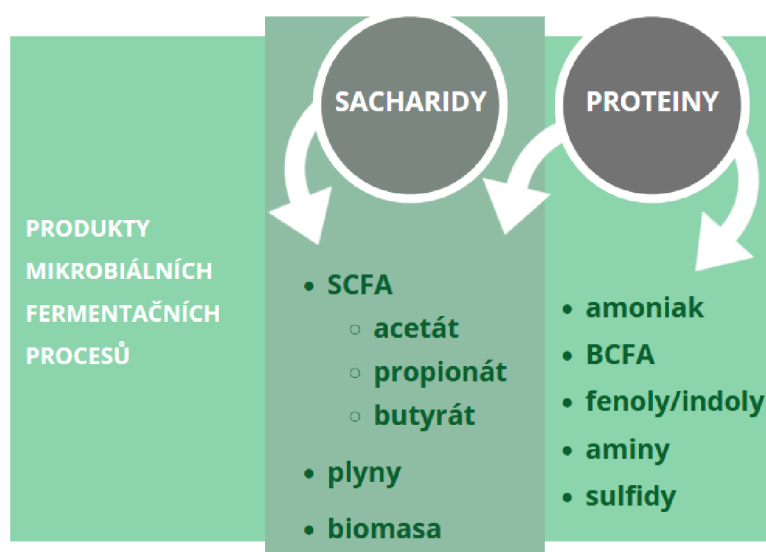 SACHARIDY
PROTEINY
PRODUKTY
MIKROBIÁLNÍCH
FERMENTAČNÍCH
PROCESŮ
• SCFA
○ acetát
○ propionát
○ butyrát
• plyny
• biomasa
• amoniak
• BCFA
• fenoly/indoly
• aminy
• sulfidy